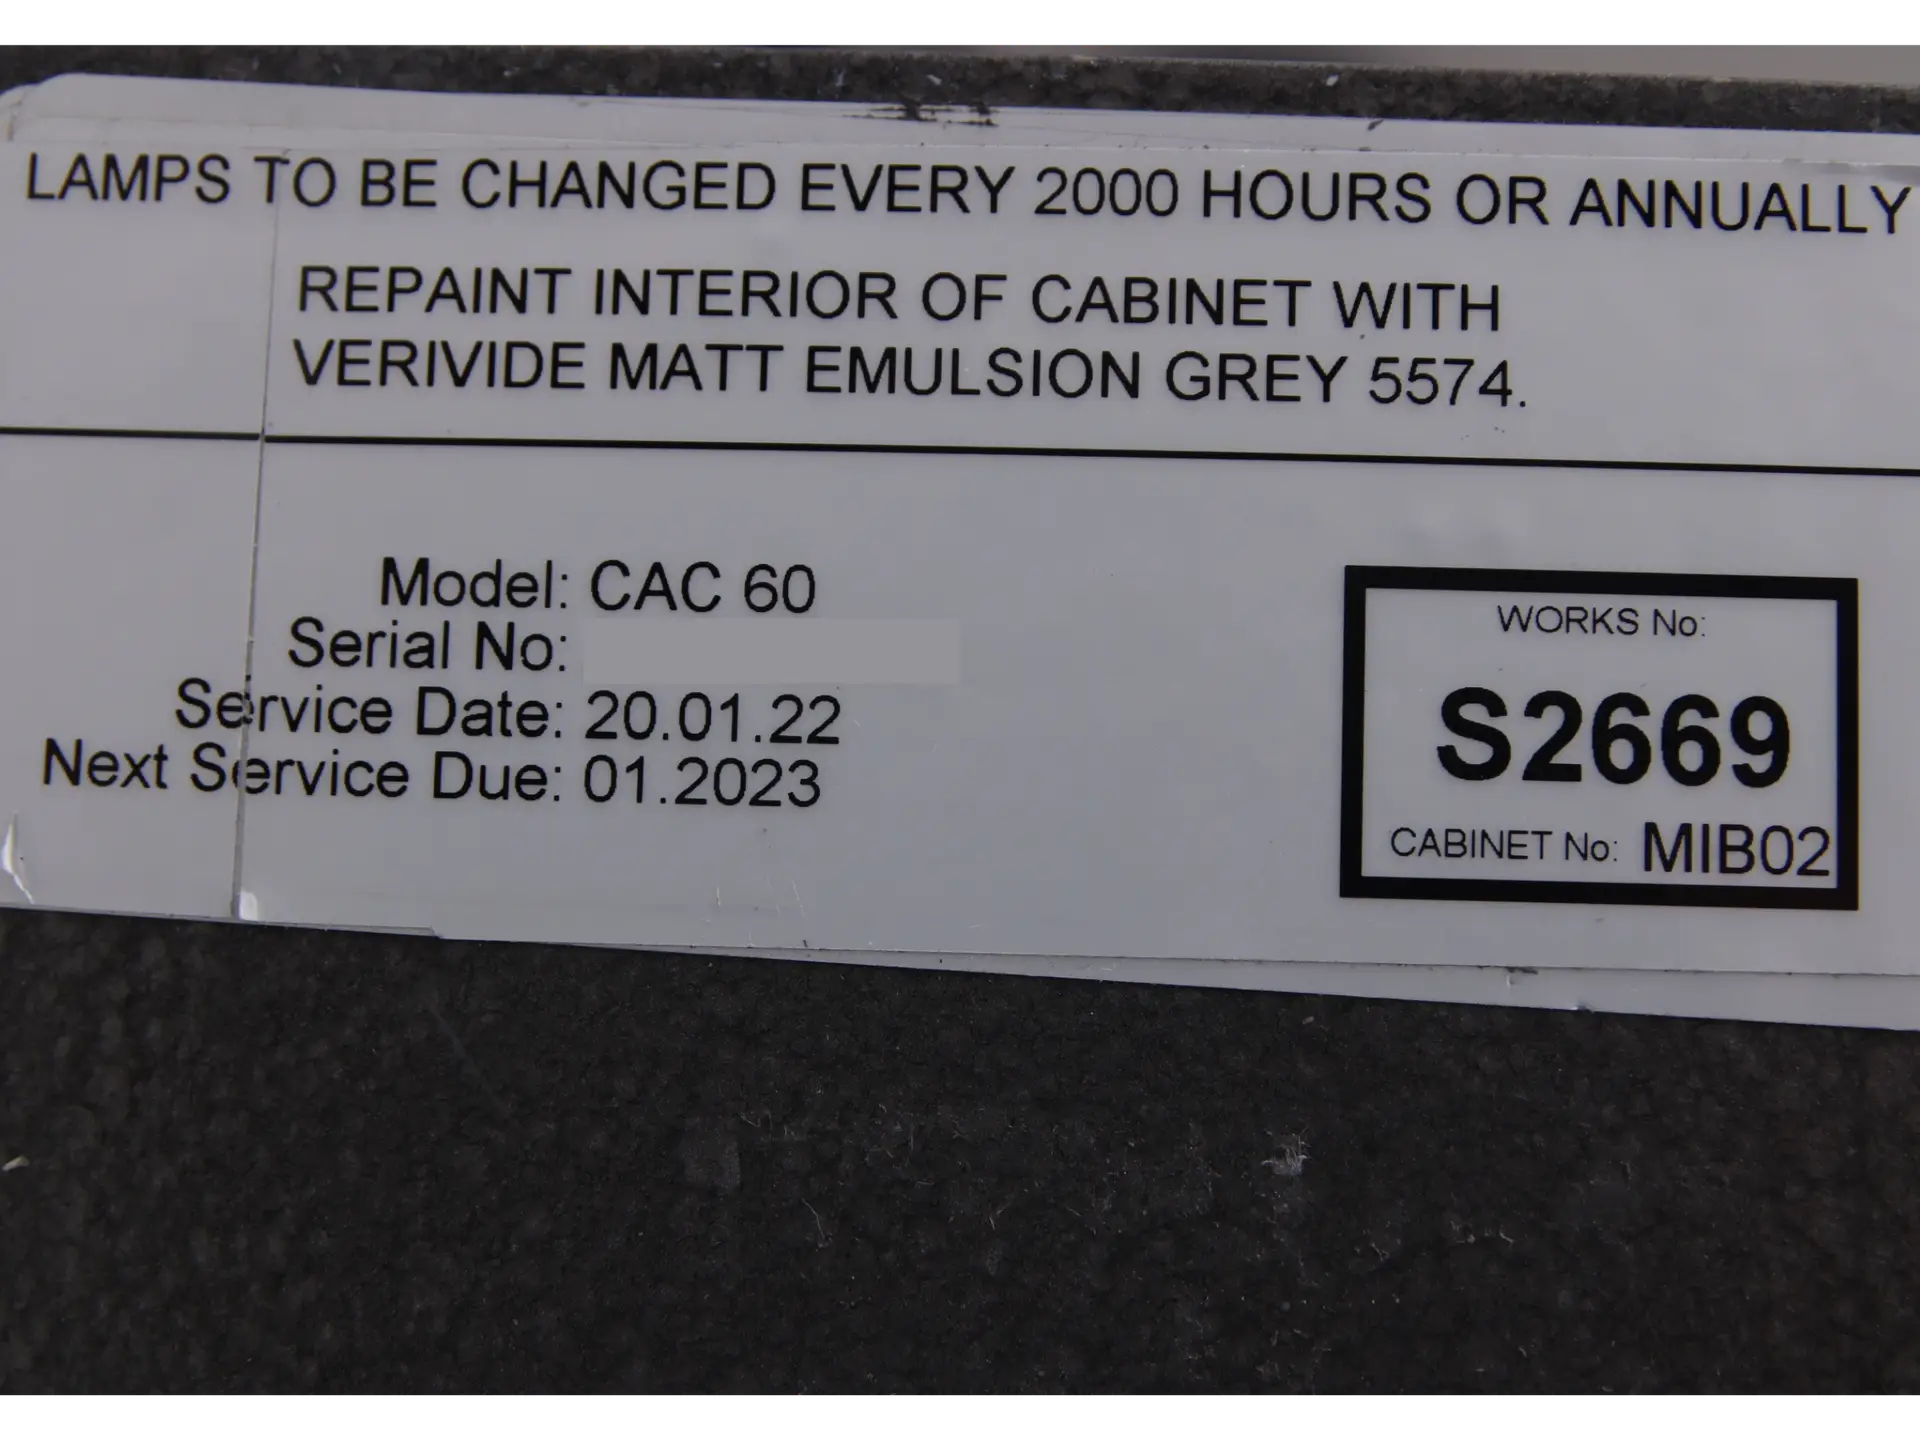 LAMPS TO BE CHANGED EVERY 2000 HOURS OR ANNUALLY
REPAINT INTERIOR OF CABINET WITH
VERIVIDE MATT EMULSION GREY 5574.
Model: CAC 60
Serial No:
Service Date: 20.01.22
Next Service Due: 01.2023
WORKS No:
S2669
CABINET No: MIB02